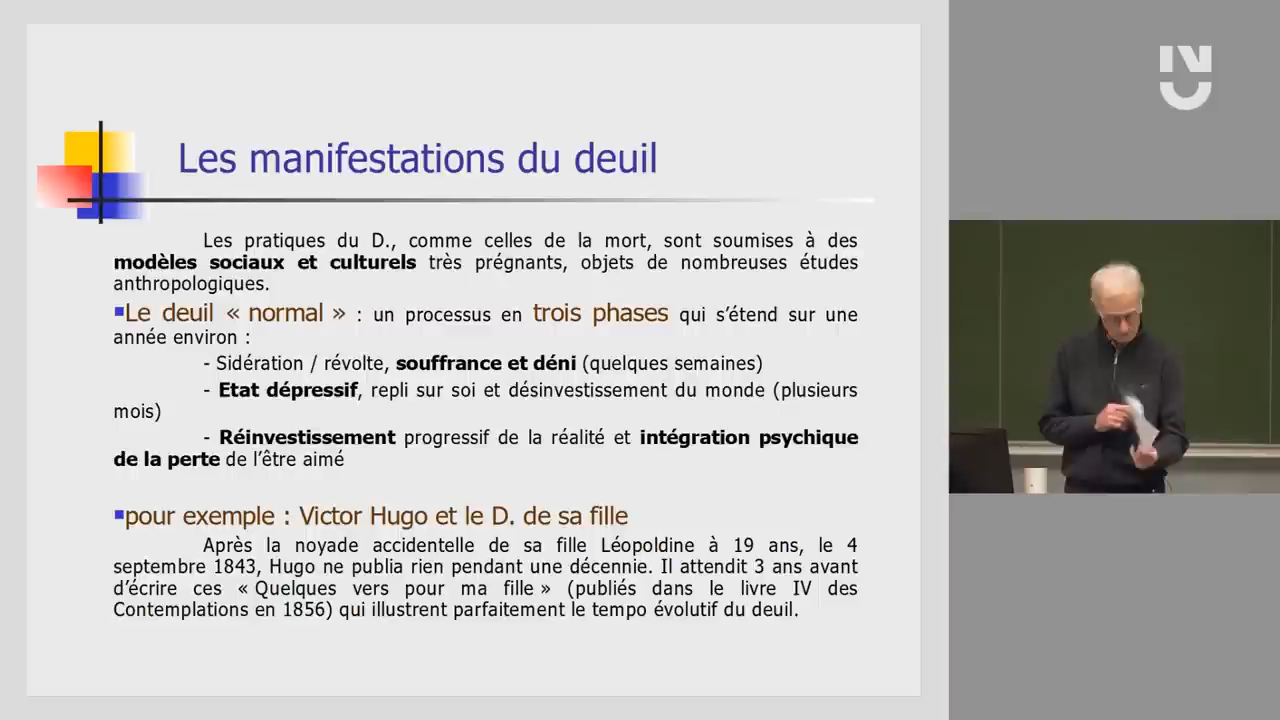 Les manifestations du deuil
Les pratiques du D., comme celles de la mort, sont soumises à des
modèles sociaux et culturels très prégnants, objets de nombreuses études
anthropologiques.
Le deuil « normal » : un processus en trois phases qui s’étend sur une
année environ :
- Sidération / révolte, souffrance et déni (quelques semaines)
- Etat dépressif, repli sur soi et désinvestissement du monde (plusieurs
mois)
- Réinvestissement progressif de la réalité et intégration psychique
de la perte de l’être aimé
pour exemple : Victor Hugo et le D. de sa fille
Après la noyade accidentelle de sa fille Léopoldine à 19 ans, le 4
septembre 1843, Hugo ne publia rien pendant une décennie. Il attendit 3 ans avant
d’écrire ces « Quelques vers pour ma fille » (publiés dans le livre IV des
Contemplations en 1856) qui illustrent parfaitement le tempo évolutif du deuil.